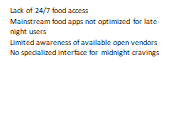 Lack of 24/7 food access
Mainstream food apps not optimized for late-
night users
Limited awareness of available open vendors
No specialized interface for midnight cravings